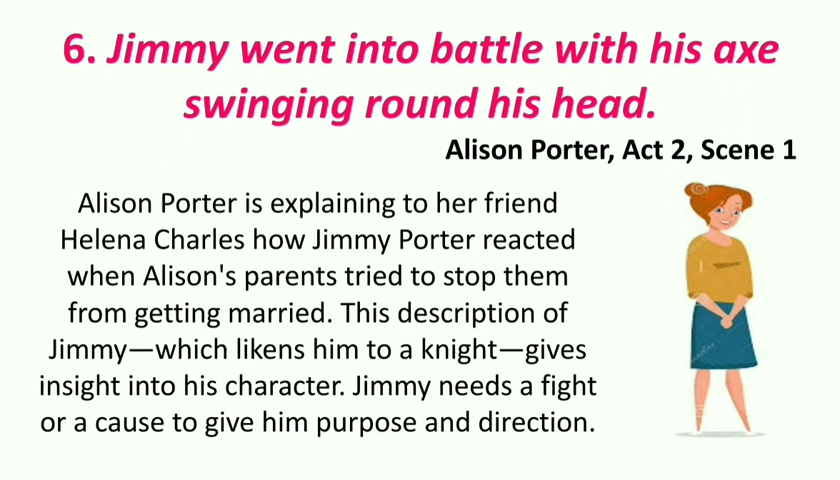 6. Jimmy went into battle with his axe
swinging round his head.
Alison Porter, Act 2, Scene 1
Alison Porter is explaining to her friend
Helena Charles how Jimmy Porter reacted
when Alison's parents tried to stop them
from getting married. This description of
Jimmy—which likens him to a knight—gives
insight into his character. Jimmy needs a fight
or a cause to give him purpose and direction.